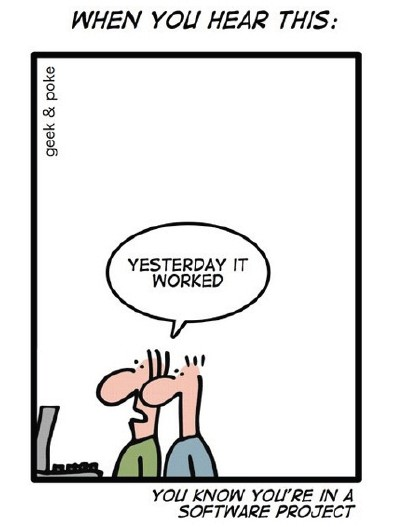 WHEN YOU HEAR THIS:
geek & poke
YESTERDAY IT
WORKED
YOU KNOW YOU'RE IN A
SOFTWARE PROJECT